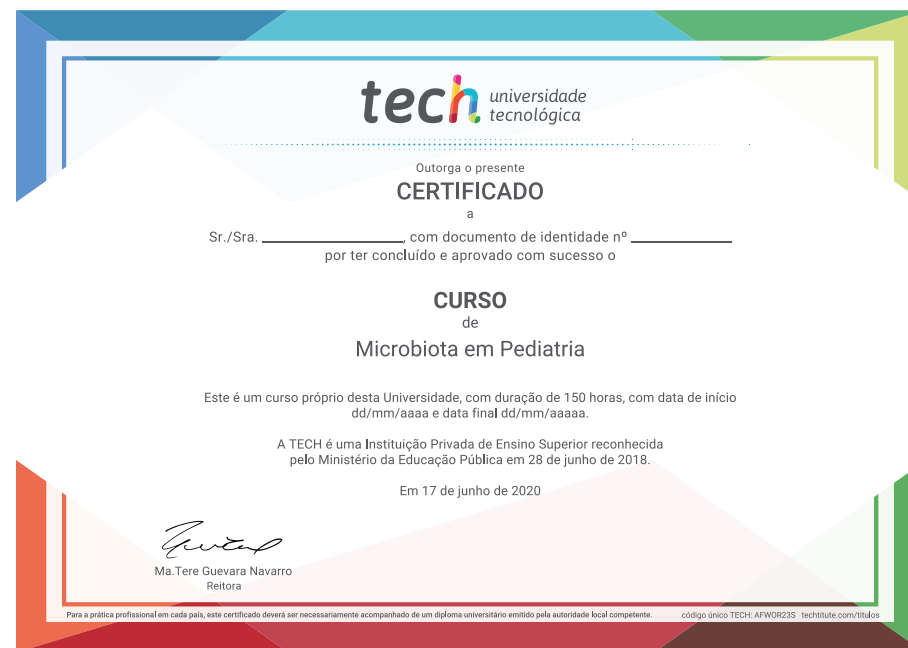 tech universidade
tecnológica
Outorga o presente
CERTIFICADO
a
Sr./Sra. ____________, com documento de identidade nº ____________
por ter concluído e aprovado com sucesso o
CURSO
de
Microbiota em Pediatria
Este é um curso próprio desta Universidade, com duração de 150 horas, com data de início
dd/mm/aaaa e data final dd/mm/aaaaa.
A TECH é uma Instituição Privada de Ensino Superior reconhecida
pelo Ministério da Educação Pública em 28 de junho de 2018.
Em 17 de junho de 2020
Ma.Tere Guevara Navarro
Reitora
Para a prática profissional em cada país, este certificado deverá ser necessariamente acompanhado de um diploma universitário emitido pela autoridade local competente. código único TECH: AFWOR23S techtitute.com/titulos